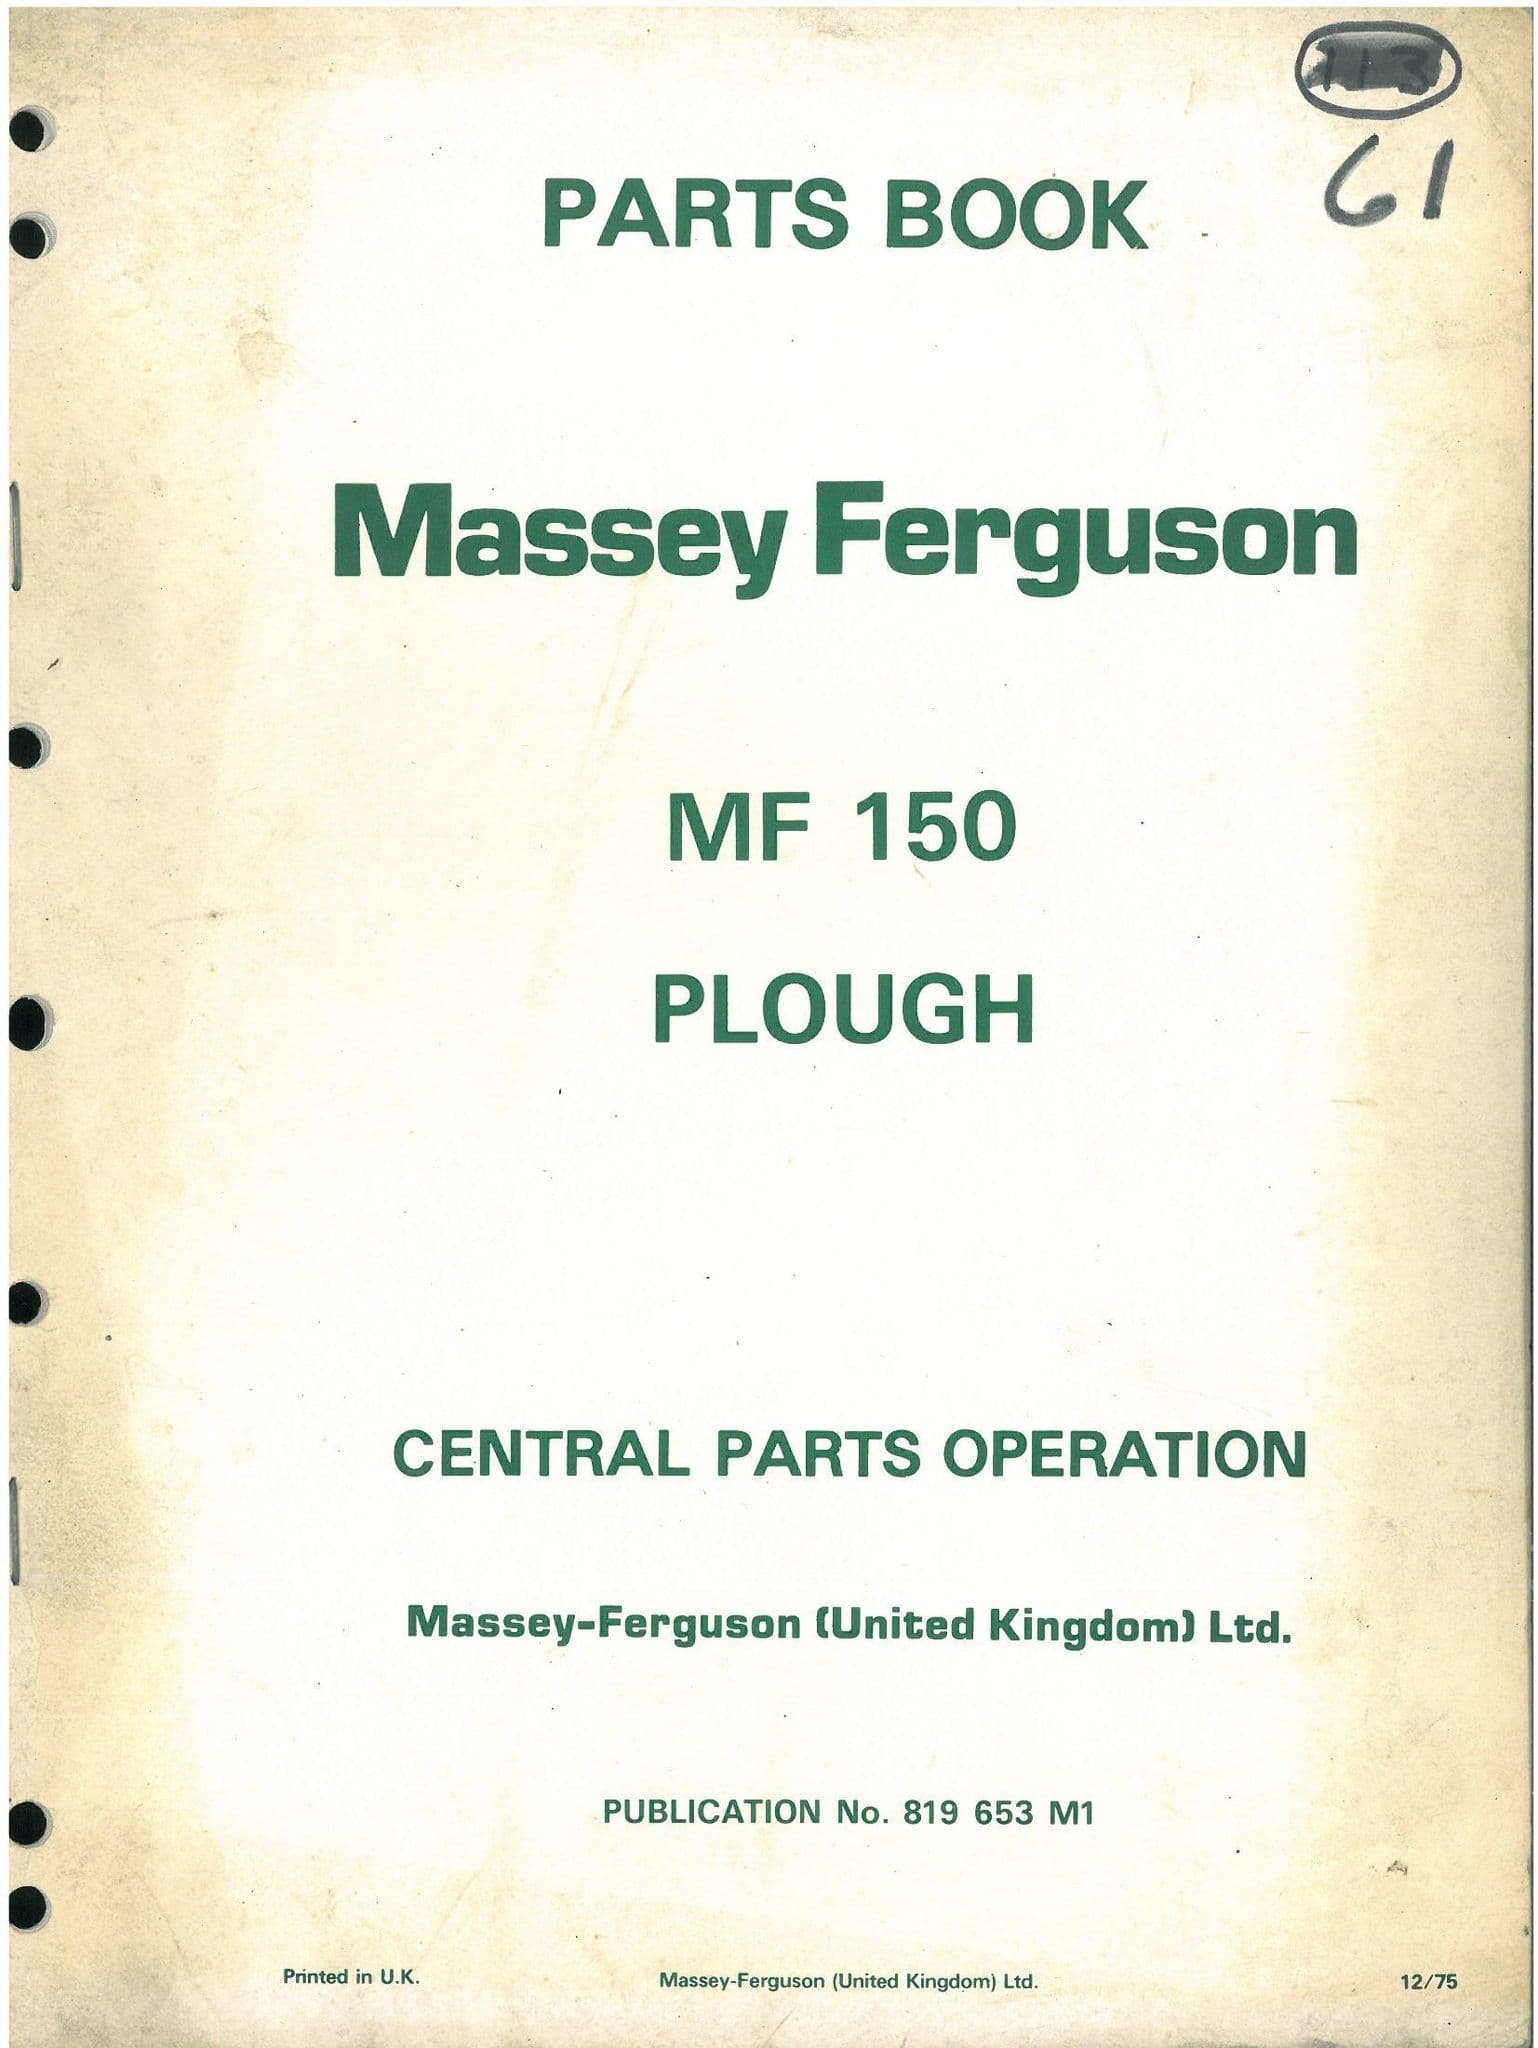 113
61
PARTS BOOK
Massey Ferguson
MF 150
PLOUGH
CENTRAL PARTS OPERATION
Massey-Ferguson (United Kingdom) Ltd.
PUBLICATION No. 819 653 M1
Printed in U.K. Massey-Ferguson (United Kingdom) Ltd. 12/75